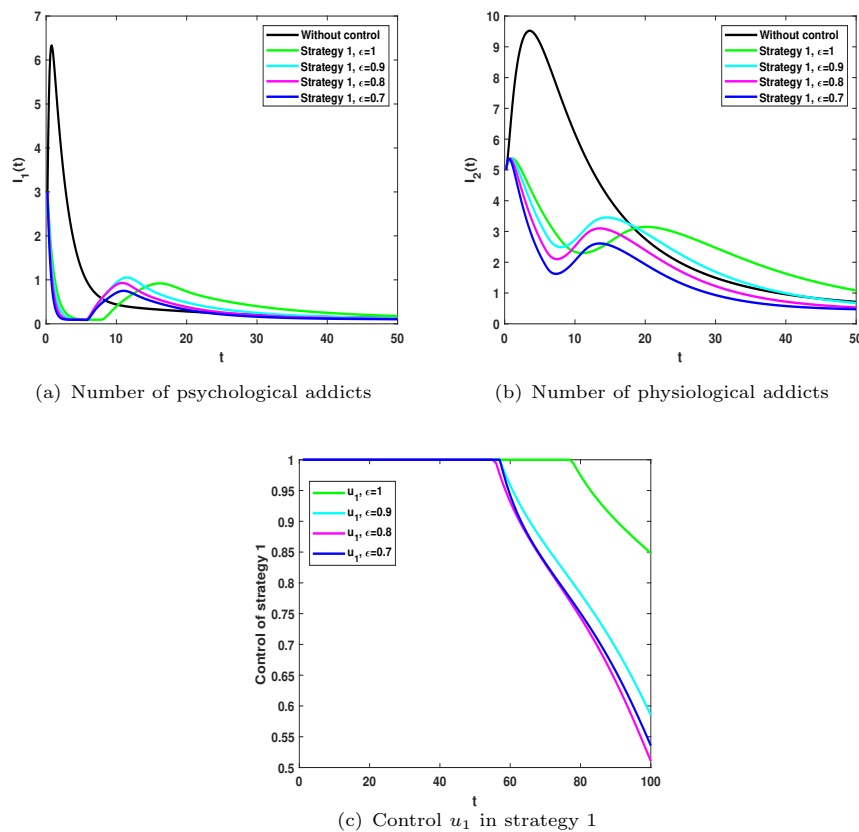 7
6
5
4
3
2
1
0
I₁(t)
0 10 20 30 40 50
t
Without control
Strategy 1, ϵ=1
Strategy 1, ϵ=0.9
Strategy 1, ϵ=0.8
Strategy 1, ϵ=0.7
(a) Number of psychological addicts
10
9
8
7
6
5
4
3
2
1
0
I₂(t)
0 10 20 30 40 50
t
Without control
Strategy 1, ϵ=1
Strategy 1, ϵ=0.9
Strategy 1, ϵ=0.8
Strategy 1, ϵ=0.7
(b) Number of physiological addicts
1
0.95
0.9
0.85
0.8
0.75
0.7
0.65
0.6
0.55
0.5
Control of strategy 1
0 20 40 60 80 100
t
u₁, ϵ=1
u₁, ϵ=0.9
u₁, ϵ=0.8
u₁, ϵ=0.7
(c) Control u₁ in strategy 1